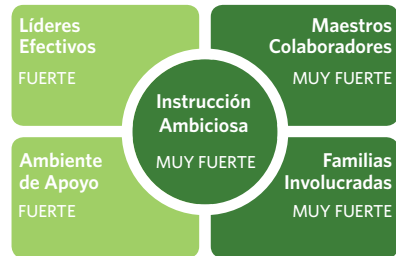 Líderes
Efectivos
FUERTE
Maestros
Colaboradores
MUY FUERTE
Instrucción
Ambiciosa
MUY FUERTE
Ambiente
de Apoyo
FUERTE
Familias
Involucradas
MUY FUERTE